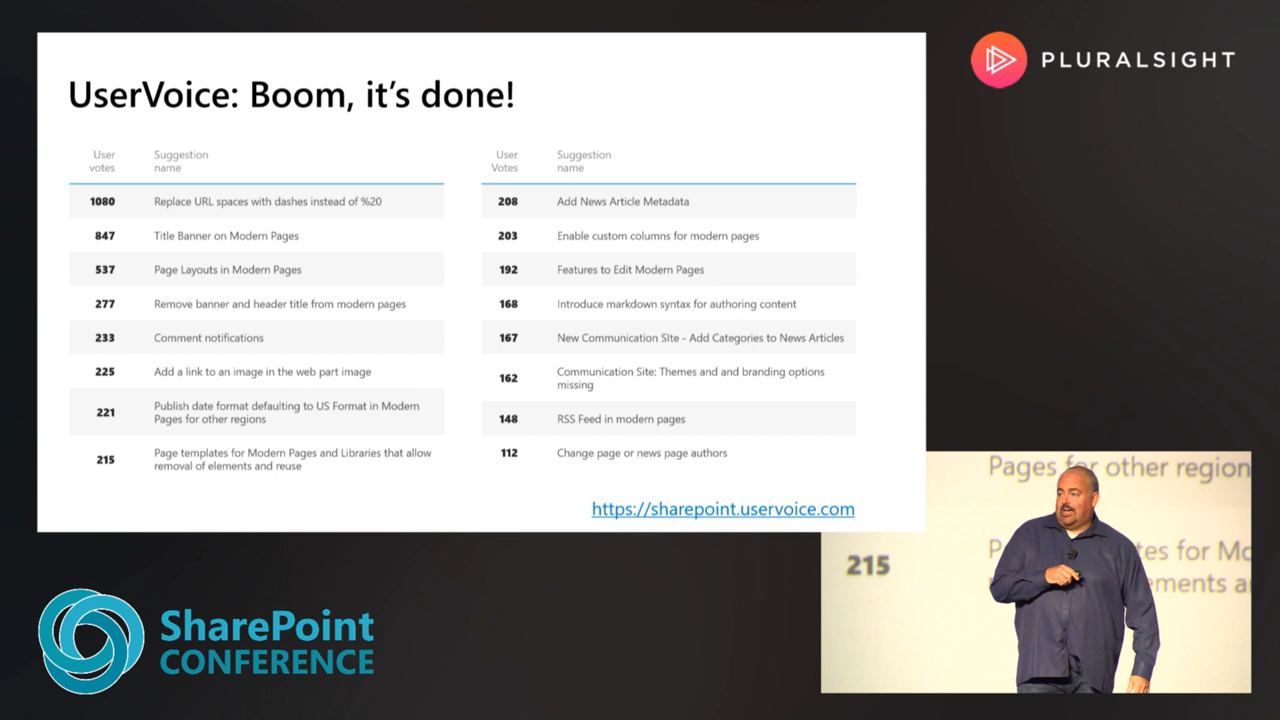 UserVoice: Boom, it's done!
User
votes
Suggestion
name
1080 Replace URL spaces with dashes instead of %20
847 Title Banner on Modern Pages
537 Page Layouts in Modern Pages
277 Remove banner and header title from modern pages
233 Comment notifications
225 Add a link to an image in the web part image
221 Publish date format defaulting to US Format in Modern
Pages for other regions
215 Page templates for Modern Pages and Libraries that allow
removal of elements and reuse
User
Votes
Suggestion
name
208 Add News Article Metadata
203 Enable custom columns for modern pages
192 Features to Edit Modern Pages
168 Introduce markdown syntax for authoring content
167 New Communication SIte - Add Categories to News Articles
162 Communication Site: Themes and and branding options
missing
148 RSS Feed in modern pages
112 Change page or news page authors
https://sharepoint.uservoice.com
PLURALSIGHT
SharePoint
CONFERENCE
Pages for other region
215